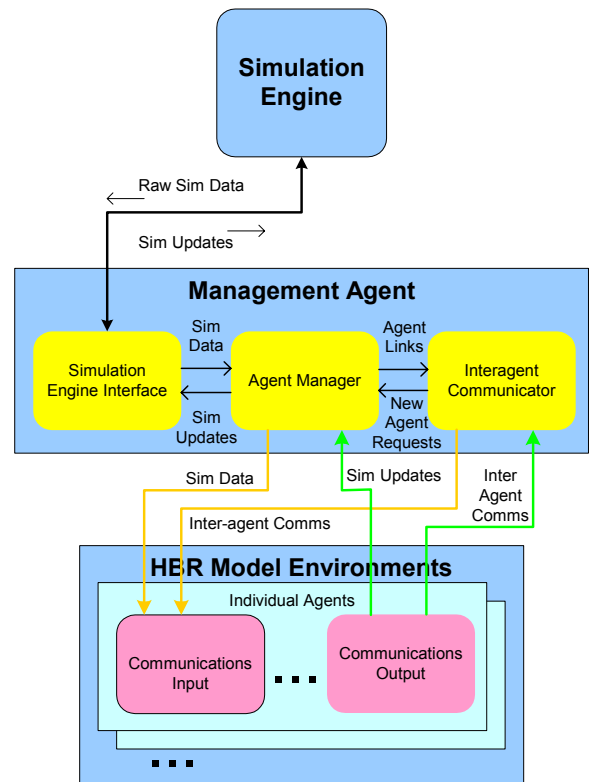 Simulation
Engine
Raw Sim Data
Sim Updates
Management Agent
Simulation
Engine Interface
Sim
Data
Sim
Updates
Agent Manager
Agent
Links
New
Agent
Requests
Interagent
Communicator
Sim Data
Inter-agent Comms
Sim Updates
Inter
Agent
Comms
HBR Model Environments
Individual Agents
Communications
Input
Communications
Output